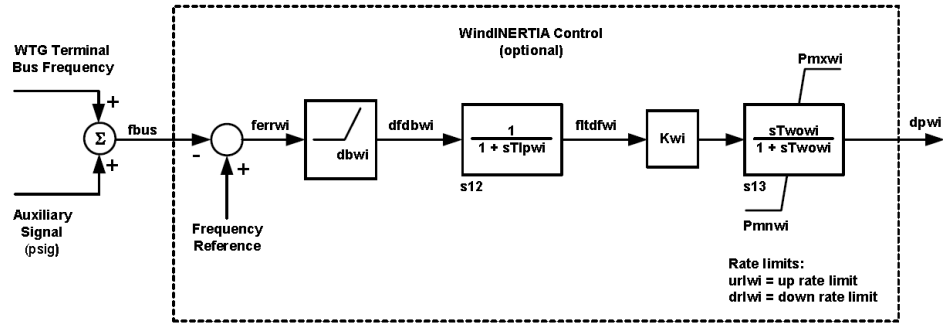 WindINERTIA Control
(optional)
WTG Terminal
Bus Frequency
+
Σ
+
fbus
-
+
ferrwi
dbwi
dfdbwi
1
1 + sTlpwi
s12
fltdfwi
Kwi
Pmxwi
sTwowi
1 + sTwowi
s13
Pmnwi
dpwi
Auxiliary
Signal
(psig)
Frequency
Reference
Rate limits:
urlwi = up rate limit
drlwi = down rate limit